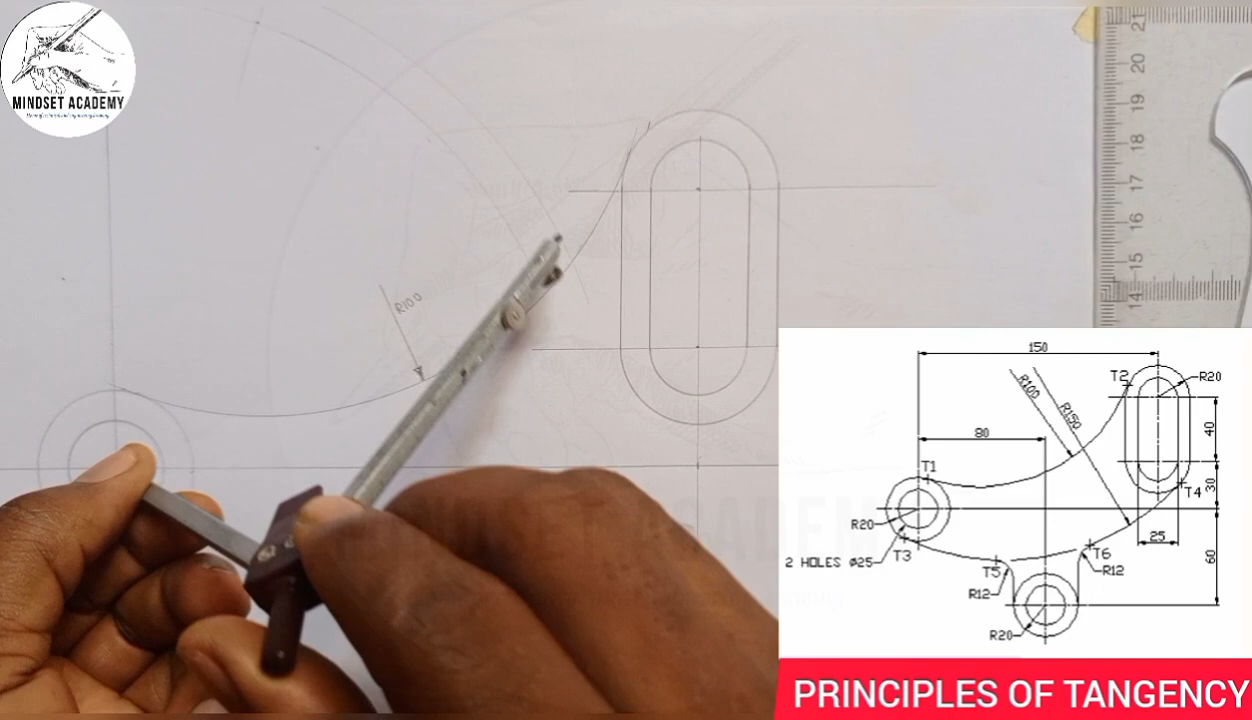 MINDSET ACADEMY
R100
21
20
19
18
17
16
15
14
150
R100
R150
80
T1
T2
R20
40
30
T4
R20
T3
2 HOLES Ø25
T5
R12
T6
R12
25
60
R20
PRINCIPLES OF TANGENCY